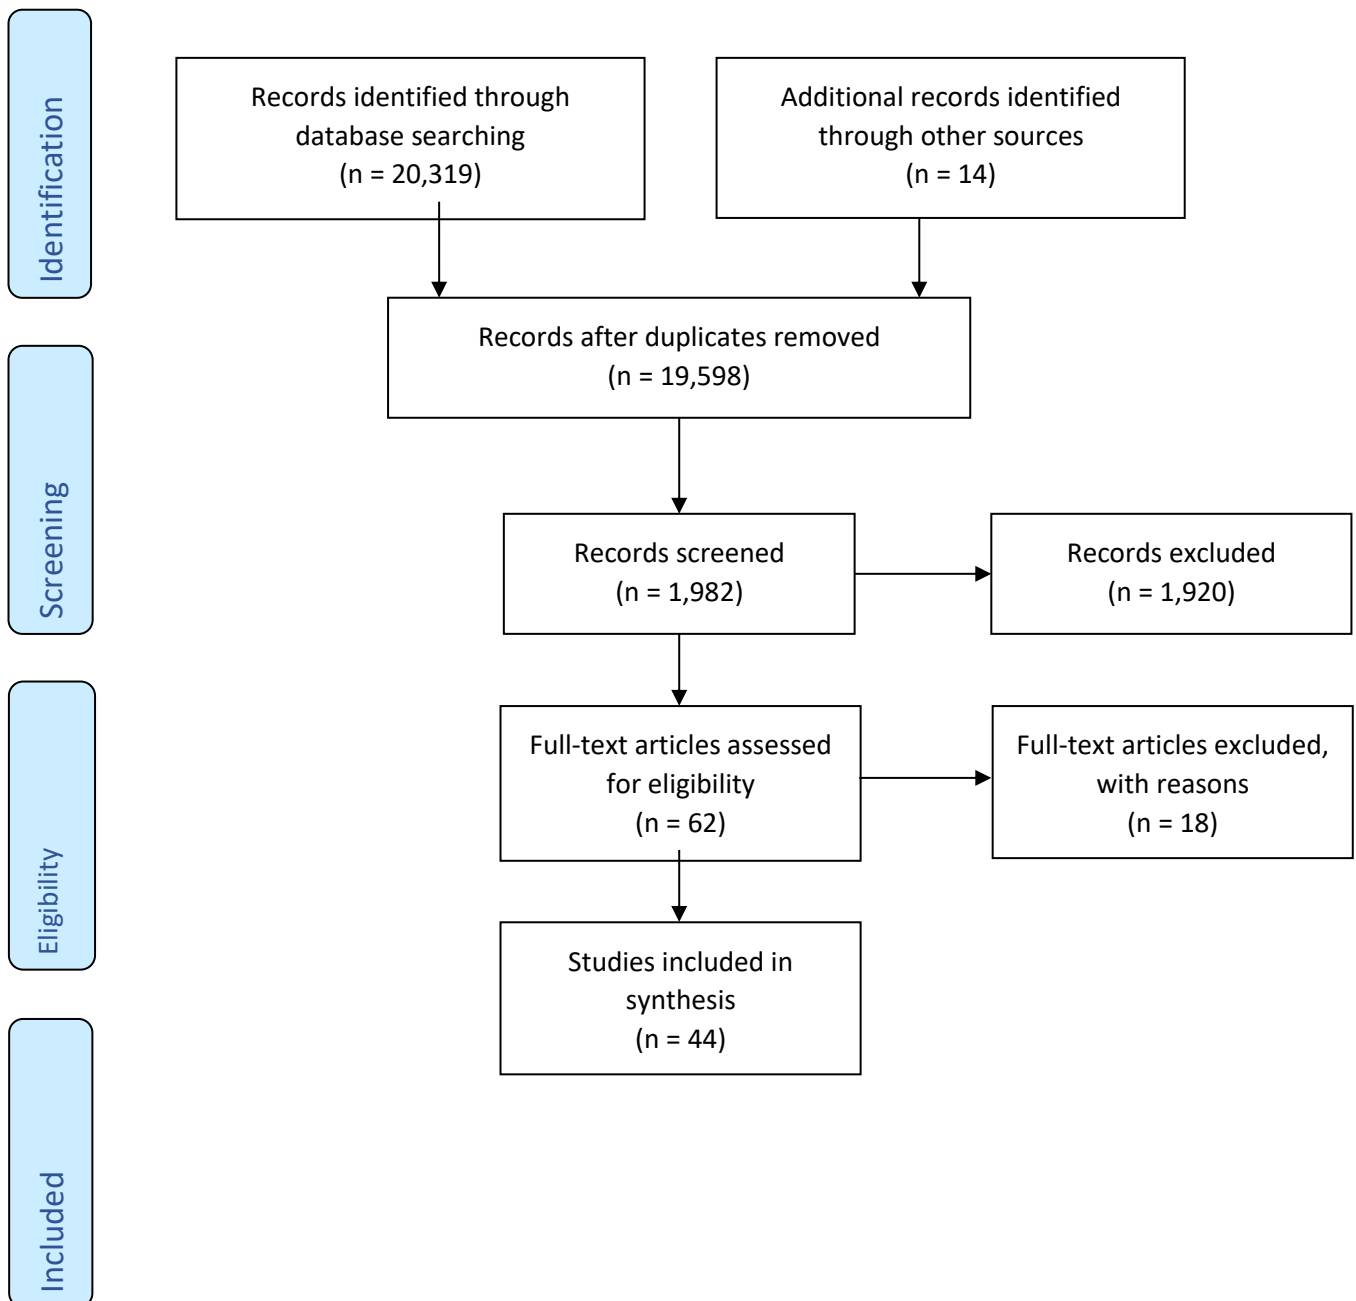 Identification
Records identified through
database searching
(n = 20,319)
Additional records identified
through other sources
(n = 14)
Records after duplicates removed
(n = 19,598)
Screening
Records screened
(n = 1,982)
Records excluded
(n = 1,920)
Eligibility
Full-text articles assessed
for eligibility
(n = 62)
Full-text articles excluded,
with reasons
(n = 18)
Studies included in
synthesis
(n = 44)
Included